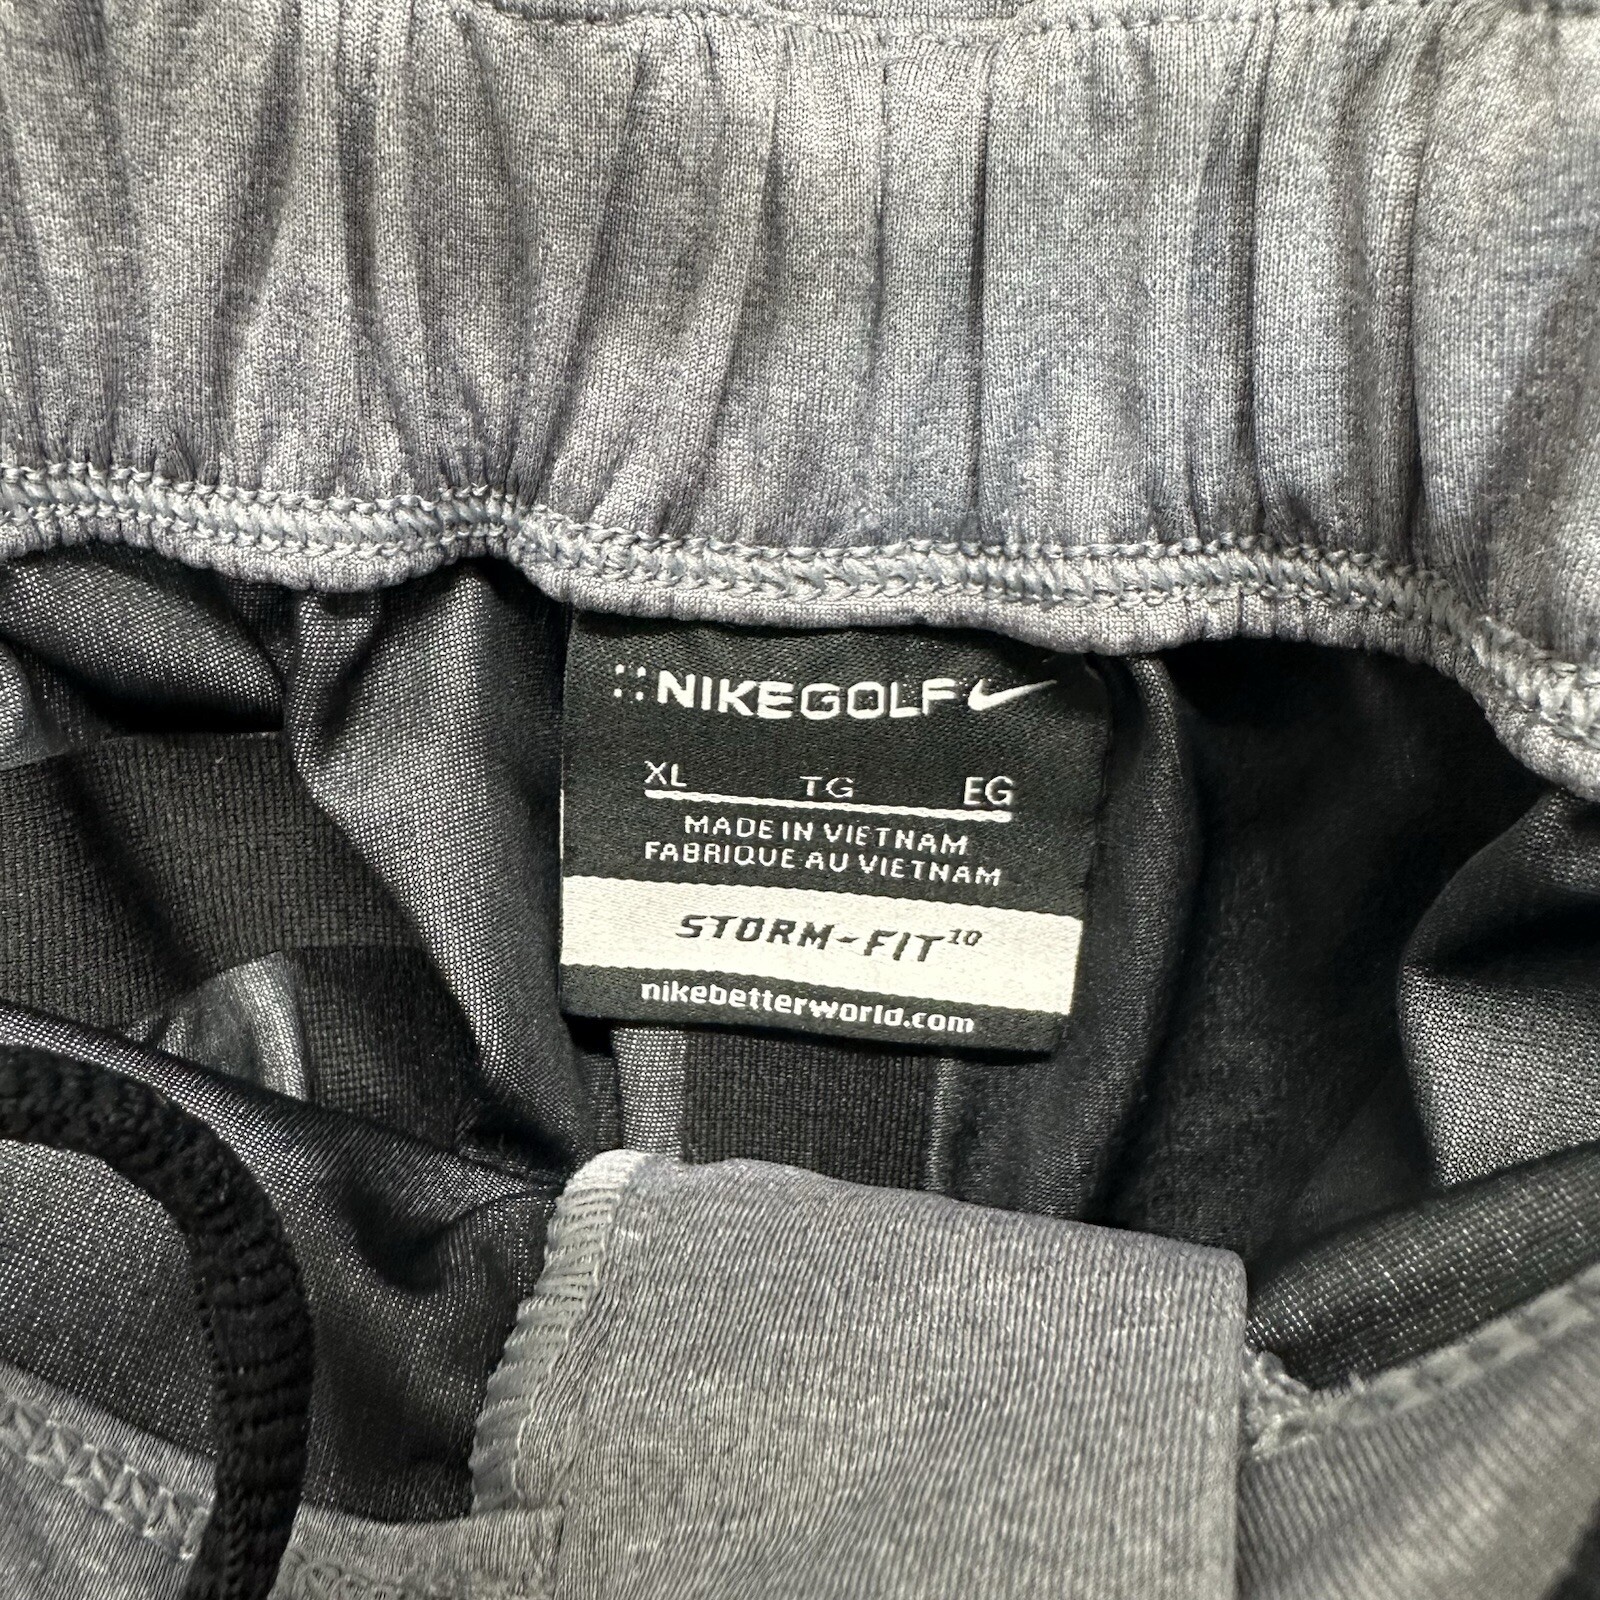 NIKEGOLF
XL TG EG
MADE IN VIETNAM
FABRIQUE AU VIETNAM
STORM-FIT¹⁰
nikebetterworld.com